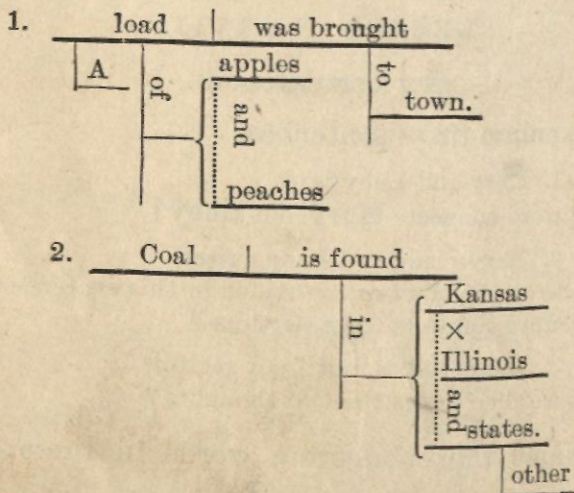 1. load was brought
A of apples to
and town.
peaches
2. Coal is found
in Kansas
×
Illinois
and states.
other